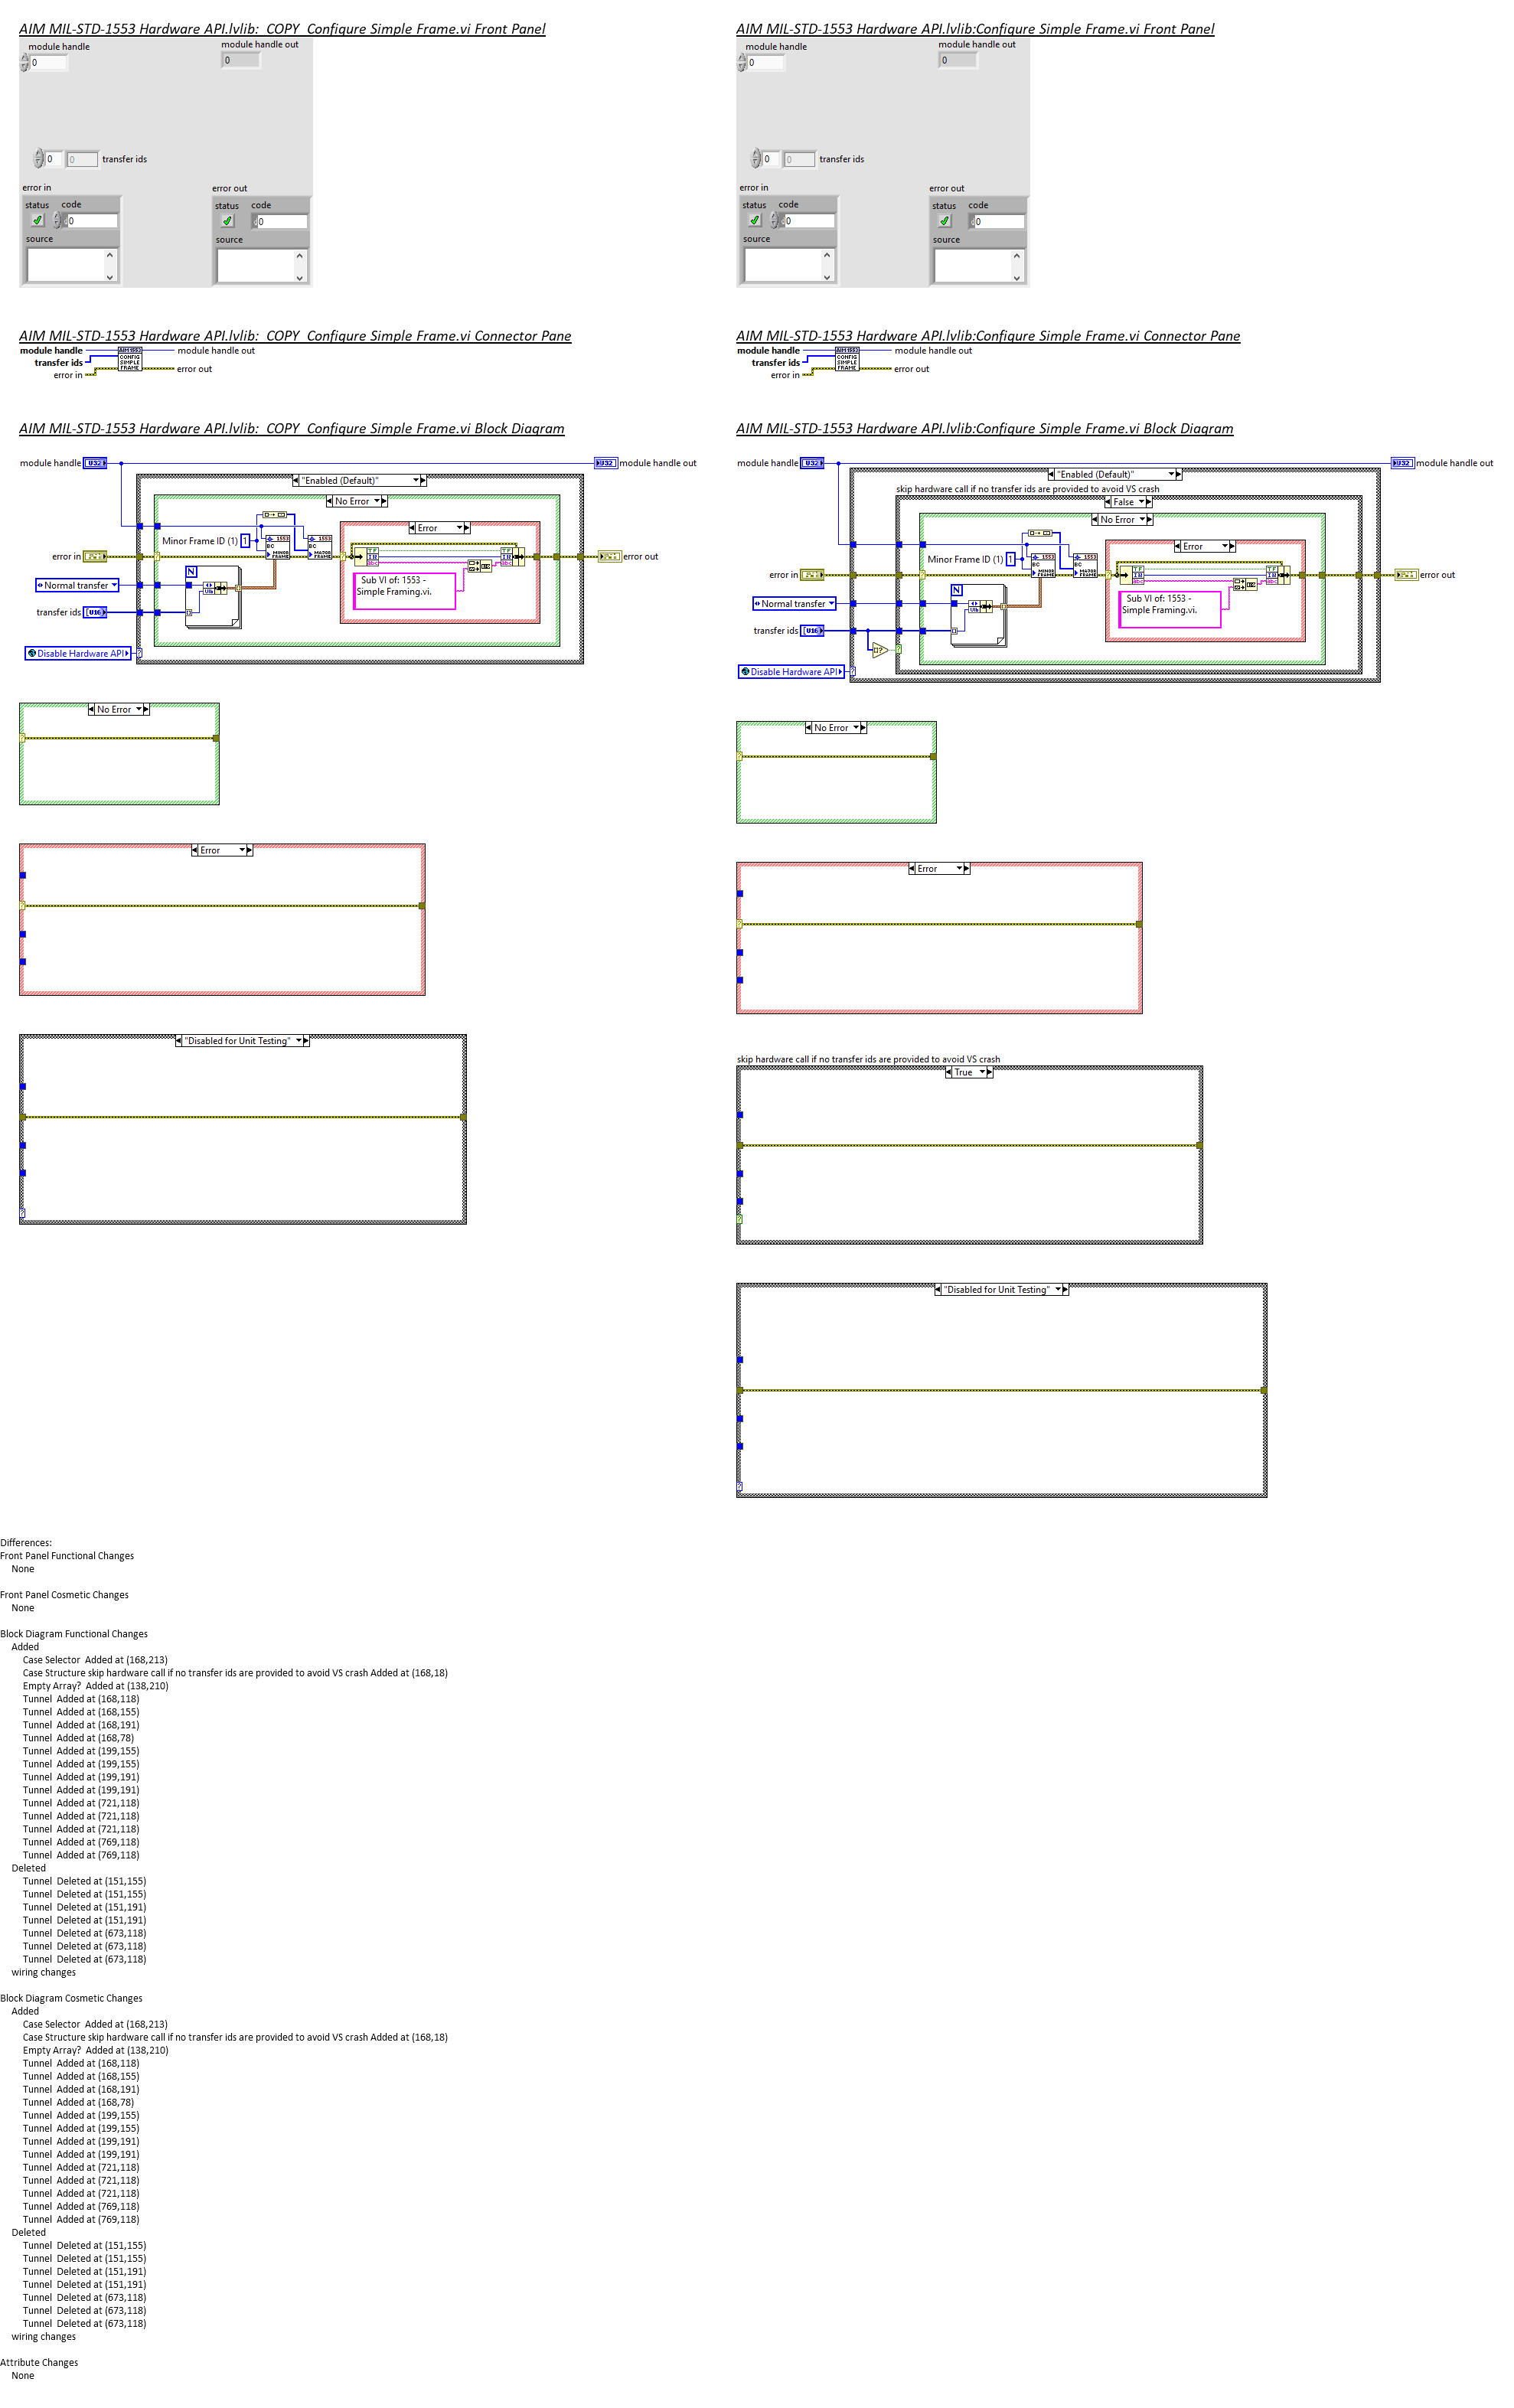 AIM MIL-STD-1553 Hardware API.lvlib:_COPY_Configure Simple Frame.vi Front Panel
module handle
0
module handle out
0
0
0
transfer ids
error in
status
code
0
source
error out
status
code
0
source
AIM MIL-STD-1553 Hardware API.lvlib:Configure Simple Frame.vi Front Panel
module handle
0
module handle out
0
0
0
transfer ids
error in
status
code
0
source
error out
status
code
0
source
AIM MIL-STD-1553 Hardware API.lvlib:_COPY_Configure Simple Frame.vi Connector Pane
module handle
transfer ids
error in
AIM1553
CONFIG
SIMPLE
FRAME
module handle out
error out
AIM MIL-STD-1553 Hardware API.lvlib:Configure Simple Frame.vi Connector Pane
module handle
transfer ids
error in
AIM1553
CONFIG
SIMPLE
FRAME
module handle out
error out
AIM MIL-STD-1553 Hardware API.lvlib:_COPY_Configure Simple Frame.vi Block Diagram
module handle
U32
U32
module handle out
"Enabled (Default)"
No Error
Minor Frame ID (1)
1
1553
BC
MINOR
FRAME
1553
BC
MAJOR
FRAME
Error
error in
error out
Normal transfer
N
Sub VI of: 1553 -
Simple Framing.vi.
transfer ids
U16
Disable Hardware API
No Error
Error
"Disabled for Unit Testing"
AIM MIL-STD-1553 Hardware API.lvlib:Configure Simple Frame.vi Block Diagram
module handle
U32
U32
module handle out
"Enabled (Default)"
skip hardware call if no transfer ids are provided to avoid VS crash
False
No Error
Minor Frame ID (1)
1
1553
BC
MINOR
FRAME
1553
BC
MAJOR
FRAME
Error
error in
error out
Normal transfer
N
Sub VI of: 1553 -
Simple Framing.vi.
transfer ids
U16
Disable Hardware API
No Error
Error
skip hardware call if no transfer ids are provided to avoid VS crash
True
"Disabled for Unit Testing"
Differences:
Front Panel Functional Changes
None
Front Panel Cosmetic Changes
None
Block Diagram Functional Changes
Added
Case Selector  Added at (168,213)
Case Structure skip hardware call if no transfer ids are provided to avoid VS crash Added at (168,18)
Empty Array?  Added at (138,210)
Tunnel  Added at (168,118)
Tunnel  Added at (168,155)
Tunnel  Added at (168,191)
Tunnel  Added at (168,78)
Tunnel  Added at (199,155)
Tunnel  Added at (199,155)
Tunnel  Added at (199,191)
Tunnel  Added at (199,191)
Tunnel  Added at (721,118)
Tunnel  Added at (721,118)
Tunnel  Added at (721,118)
Tunnel  Added at (769,118)
Tunnel  Added at (769,118)
Deleted
Tunnel  Deleted at (151,155)
Tunnel  Deleted at (151,155)
Tunnel  Deleted at (151,191)
Tunnel  Deleted at (151,191)
Tunnel  Deleted at (673,118)
Tunnel  Deleted at (673,118)
Tunnel  Deleted at (673,118)
wiring changes
Block Diagram Cosmetic Changes
Added
Case Selector  Added at (168,213)
Case Structure skip hardware call if no transfer ids are provided to avoid VS crash Added at (168,18)
Empty Array?  Added at (138,210)
Tunnel  Added at (168,118)
Tunnel  Added at (168,155)
Tunnel  Added at (168,191)
Tunnel  Added at (168,78)
Tunnel  Added at (199,155)
Tunnel  Added at (199,155)
Tunnel  Added at (199,191)
Tunnel  Added at (199,191)
Tunnel  Added at (721,118)
Tunnel  Added at (721,118)
Tunnel  Added at (721,118)
Tunnel  Added at (769,118)
Tunnel  Added at (769,118)
Deleted
Tunnel  Deleted at (151,155)
Tunnel  Deleted at (151,155)
Tunnel  Deleted at (151,191)
Tunnel  Deleted at (151,191)
Tunnel  Deleted at (673,118)
Tunnel  Deleted at (673,118)
Tunnel  Deleted at (673,118)
wiring changes
Attribute Changes
None